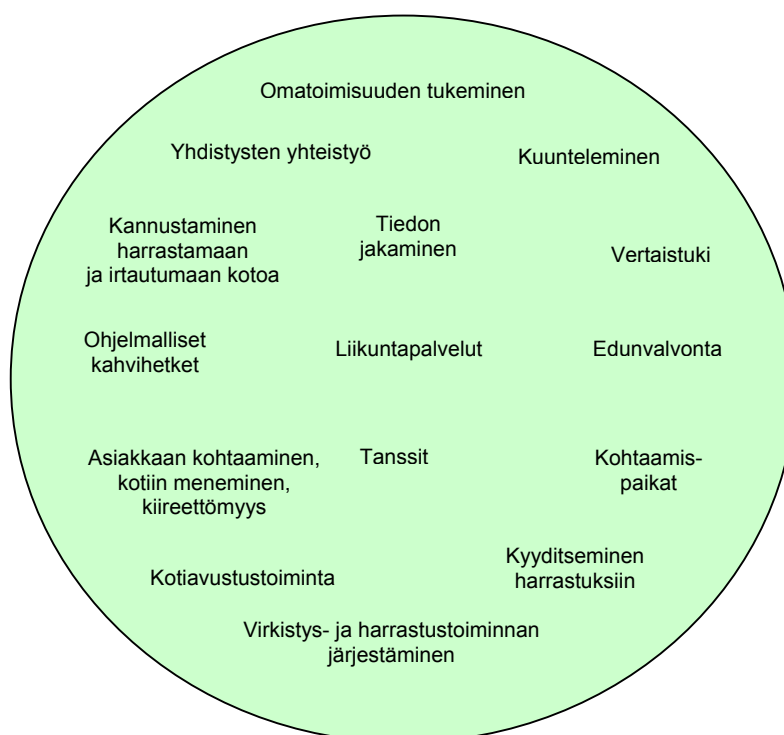 Omatoimisuuden tukeminen
Yhdistysten yhteistyö
Kuunteleminen
Kannustaminen
harrastamaan
ja irtautumaan kotoa
Tiedon
jakaminen
Vertaistuki
Ohjelmalliset
kahvihetket
Liikuntapalvelut
Edunvalvonta
Asiakkaan kohtaaminen,
kotiin meneminen,
kiireettömyys
Tanssit
Kohtaamis-
paikat
Kotiavustustoiminta
Kyyditseminen
harrastuksiin
Virkistys- ja harrastustoiminnan
järjestäminen